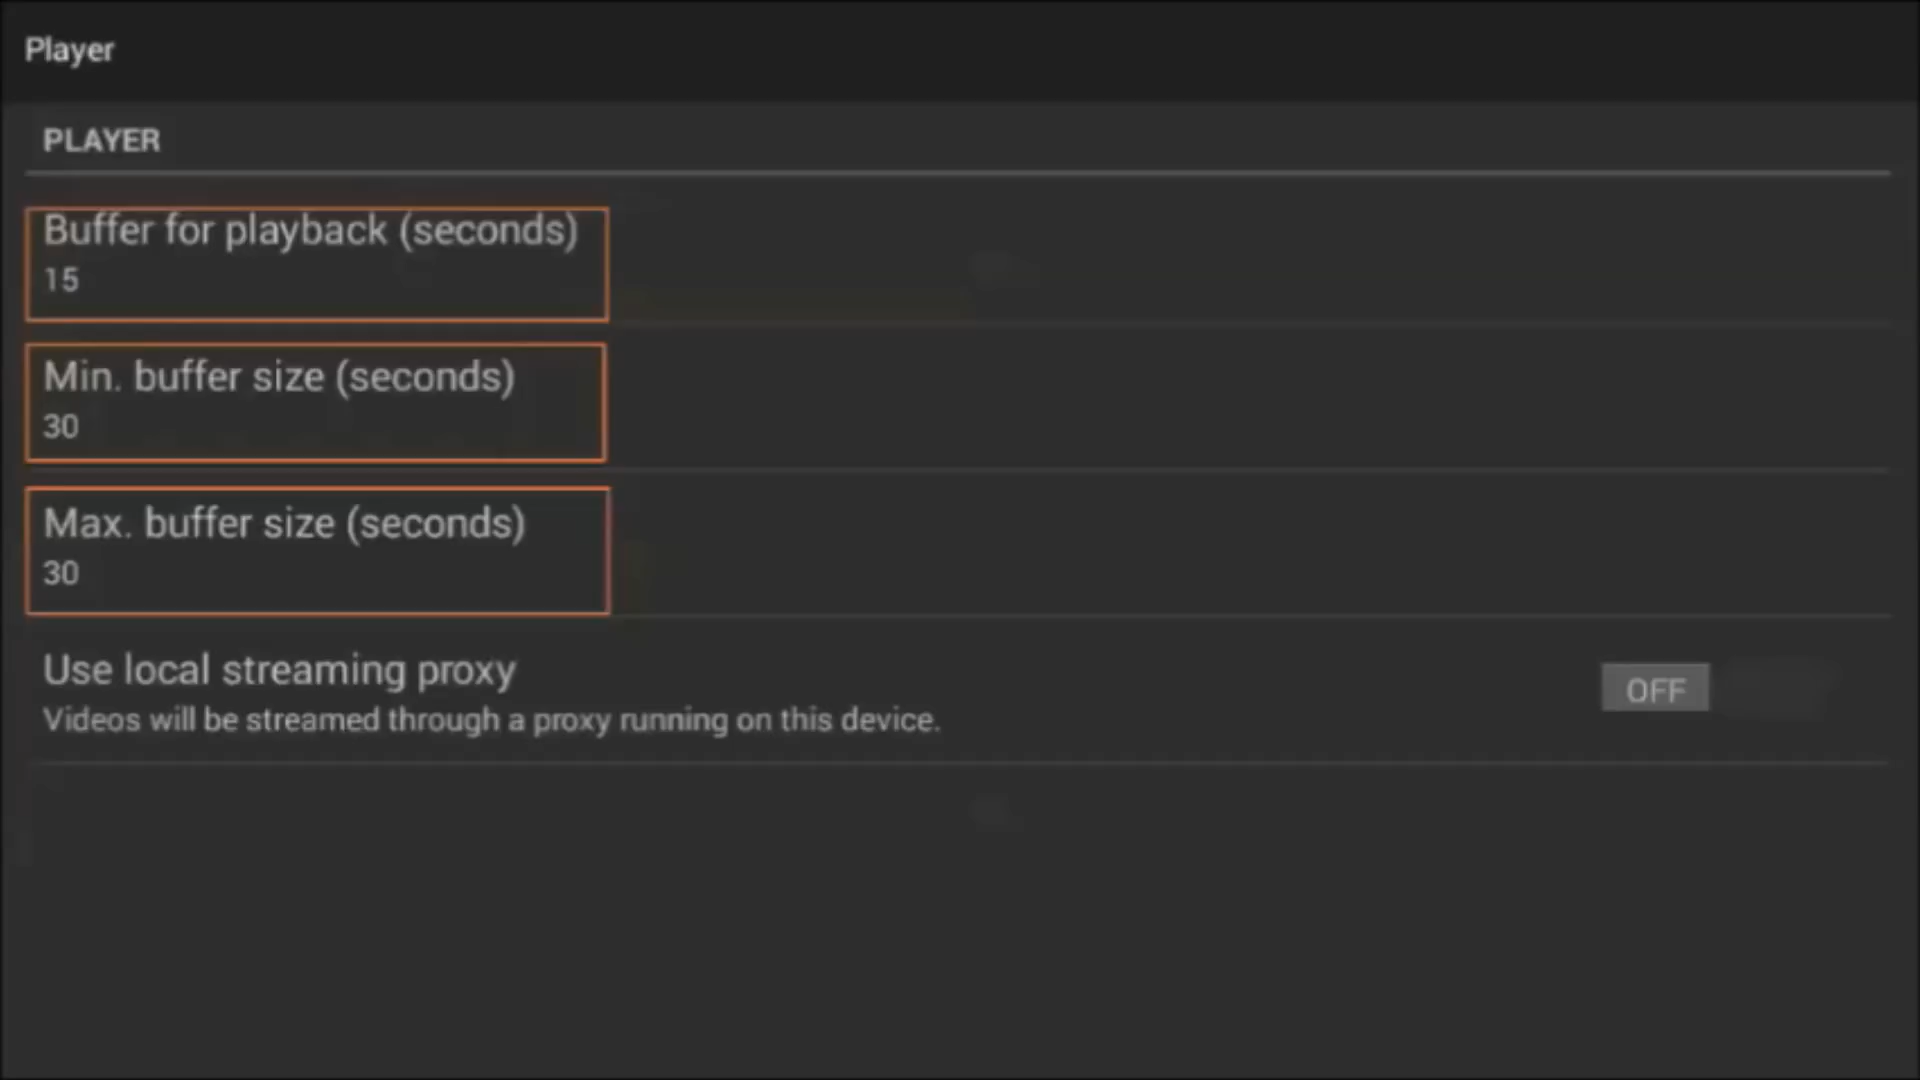 Player
PLAYER
Buffer for playback (seconds)
15
Min. buffer size (seconds)
30
Max. buffer size (seconds)
30
Use local streaming proxy
OFF
Videos will be streamed through a proxy running on this device.